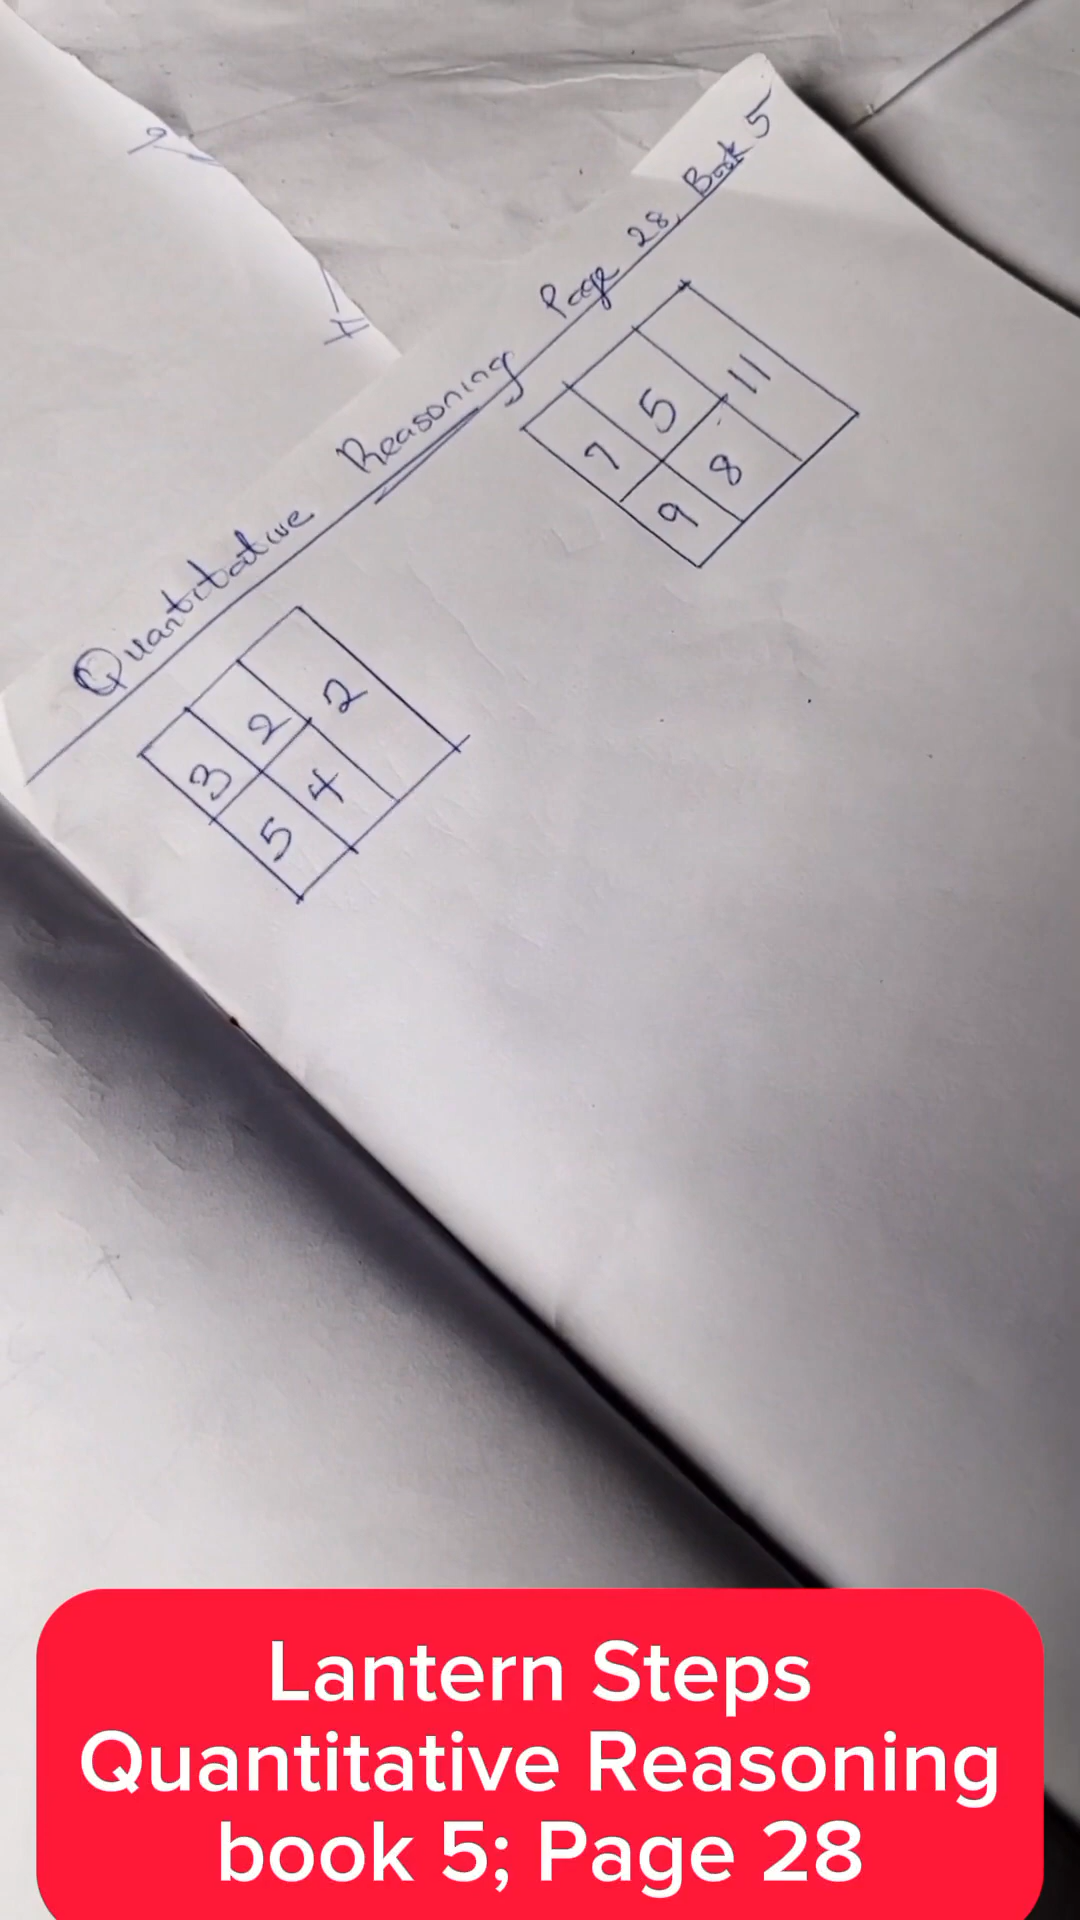 Quantitative Reasoning Page 28, Book 5
3 5
2 4
2
7 9
5 8
11
Lantern Steps
Quantitative Reasoning
book 5; Page 28